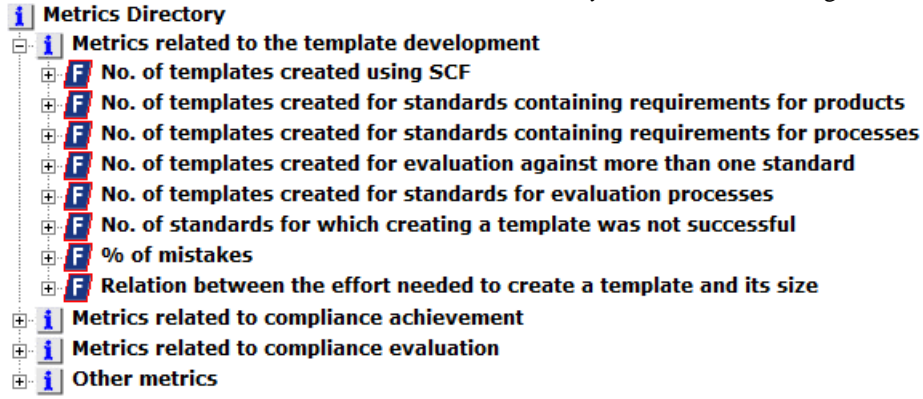 Metrics Directory
Metrics related to the template development
F No. of templates created using SCF
F No. of templates created for standards containing requirements for products
F No. of templates created for standards containing requirements for processes
F No. of templates created for evaluation against more than one standard
F No. of templates created for standards for evaluation processes
F No. of standards for which creating a template was not successful
F % of mistakes
F Relation between the effort needed to create a template and its size
Metrics related to compliance achievement
Metrics related to compliance evaluation
Other metrics